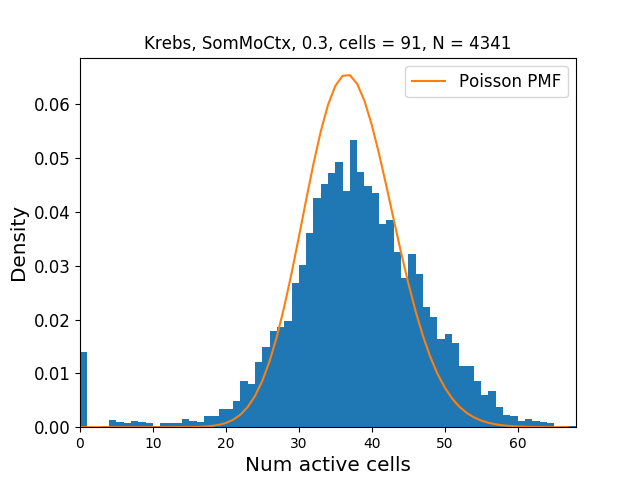 Krebs, SomMoCtx, 0.3, cells = 91, N = 4341
Poisson PMF
Density
0.06
0.05
0.04
0.03
0.02
0.01
0.00
0 10 20 30 40 50 60
Num active cells